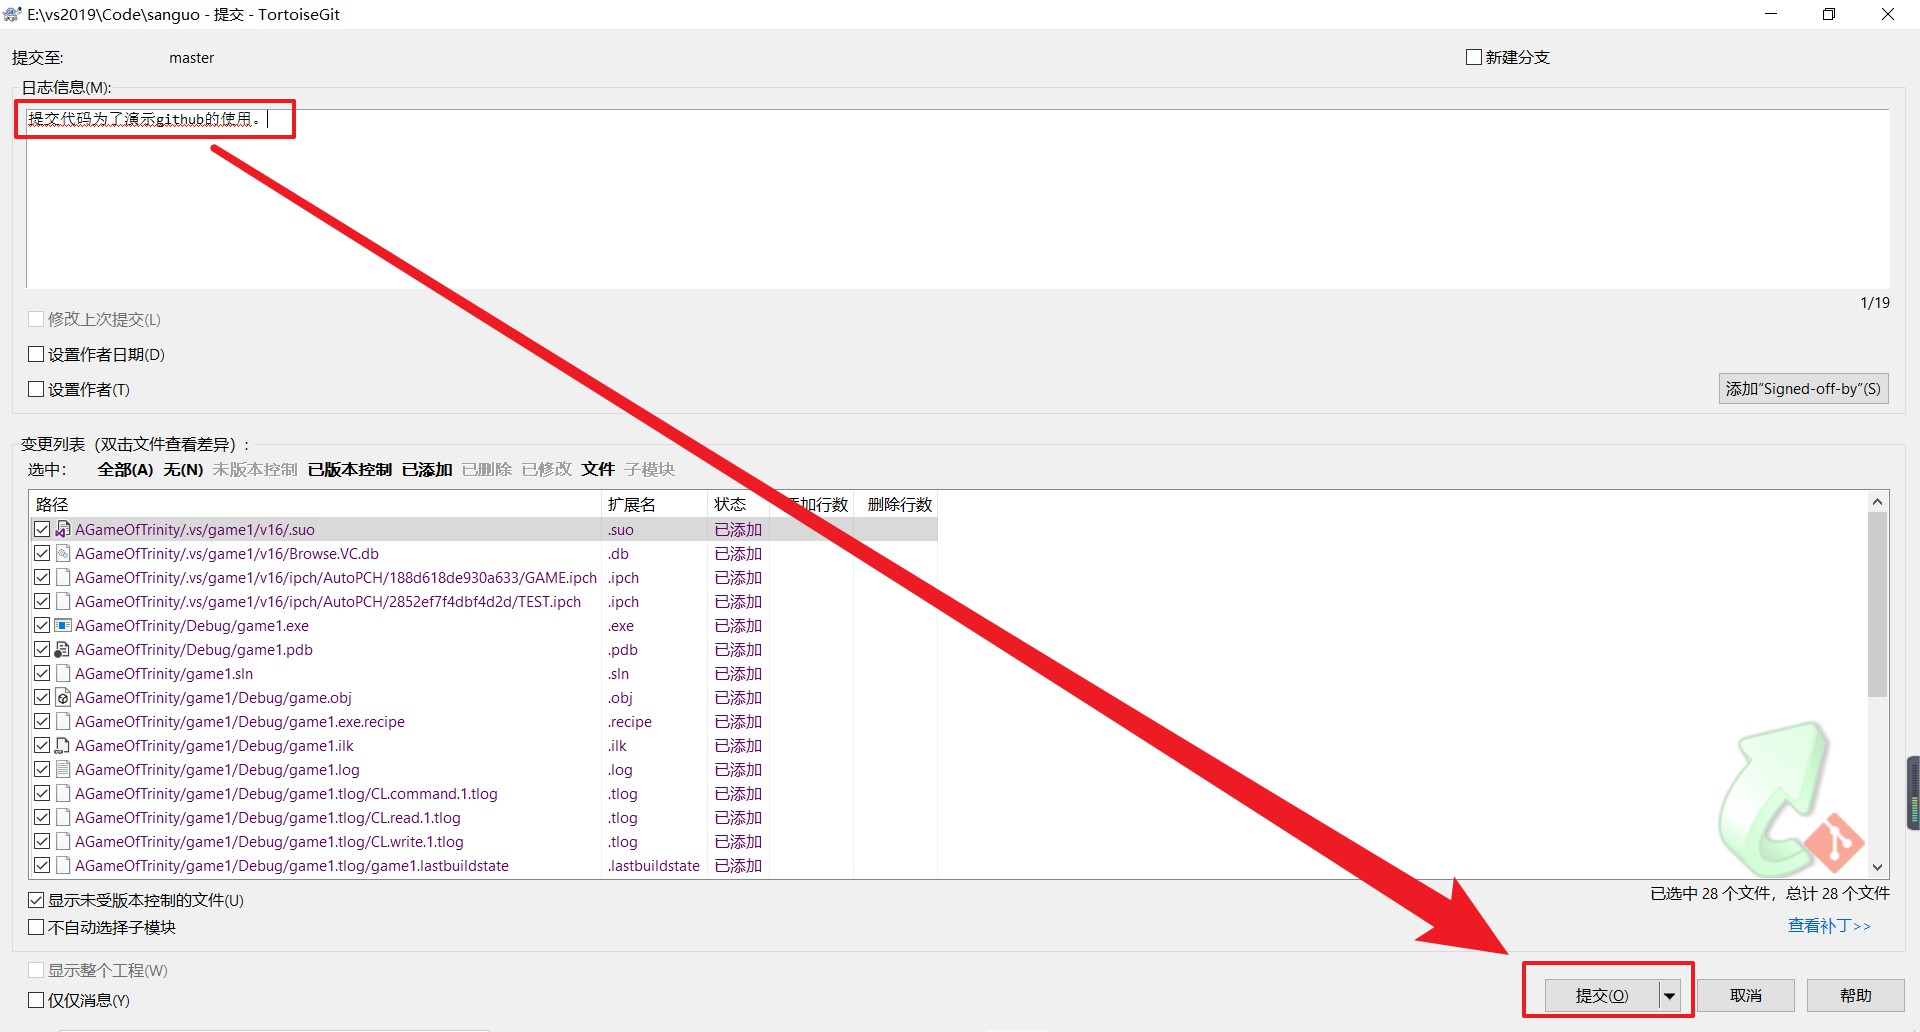 E:\vs2019\Code\sanguo - 提交 - TortoiseGit
提交至: master 新建分支
日志信息(M):
提交代码为了演示github的使用。
1/19
修改上次提交(L)
设置作者日期(D)
设置作者(T)
添加“Signed-off-by”(S)
变更列表（双击文件查看差异）:
选中: 全部(A) 无(N) 未版本控制 已版本控制 已添加 已删除 已修改 文件 子模块
路径 扩展名 状态 加行数 删除行数
AGameOfTrinity/.vs/game1/v16/.suo .suo 已添加
AGameOfTrinity/.vs/game1/v16/Browse.VC.db .db 已添加
AGameOfTrinity/.vs/game1/v16/ipch/AutoPCH/188d618de930a633/GAME.ipch .ipch 已添加
AGameOfTrinity/.vs/game1/v16/ipch/AutoPCH/2852ef7f4dbf4d2d/TEST.ipch .ipch 已添加
AGameOfTrinity/Debug/game1.exe .exe 已添加
AGameOfTrinity/Debug/game1.pdb .pdb 已添加
AGameOfTrinity/game1.sln .sln 已添加
AGameOfTrinity/game1/Debug/game.obj .obj 已添加
AGameOfTrinity/game1/Debug/game1.exe.recipe .recipe 已添加
AGameOfTrinity/game1/Debug/game1.ilk .ilk 已添加
AGameOfTrinity/game1/Debug/game1.log .log 已添加
AGameOfTrinity/game1/Debug/game1.tlog/CL.command.1.tlog .tlog 已添加
AGameOfTrinity/game1/Debug/game1.tlog/CL.read.1.tlog .tlog 已添加
AGameOfTrinity/game1/Debug/game1.tlog/CL.write.1.tlog .tlog 已添加
AGameOfTrinity/game1/Debug/game1.tlog/game1.lastbuildstate .lastbuildstate 已添加
显示未受版本控制的文件(U)
已选中 28 个文件，总计 28 个文件
不自动选择子模块
查看补丁>>
显示整个工程(W)
仅仅消息(Y)
提交(O) 取消 帮助